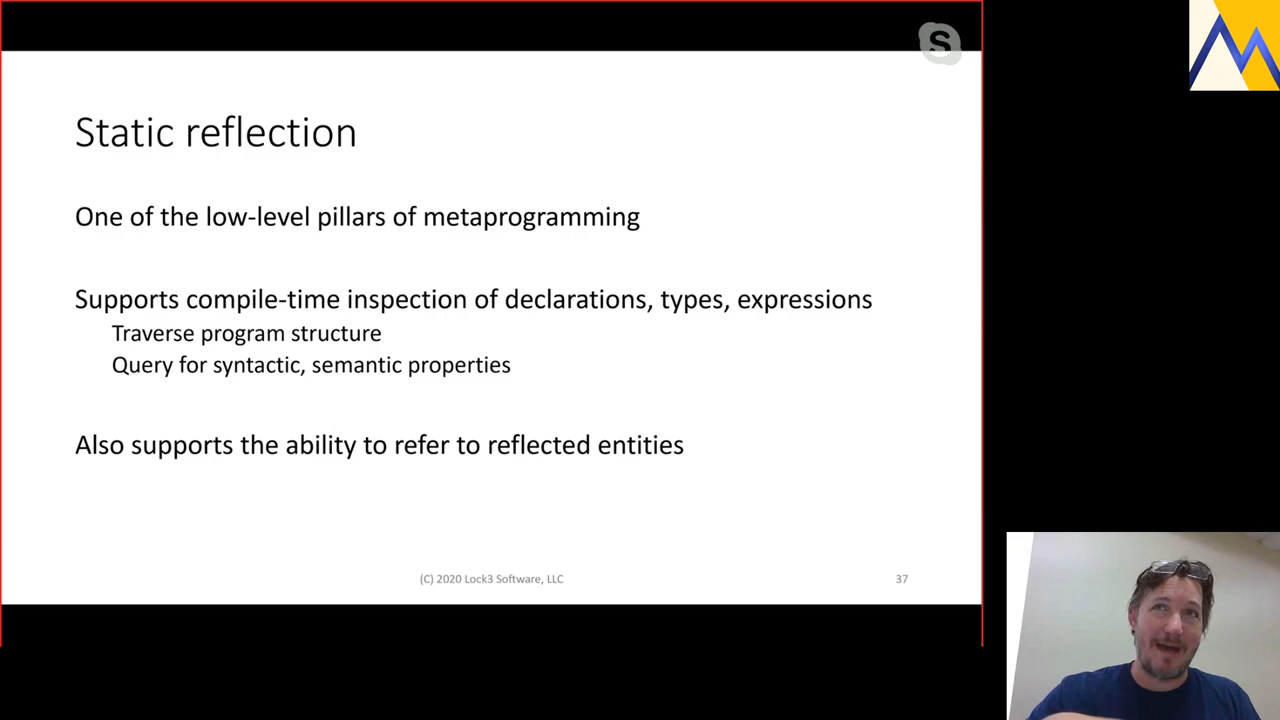 S
Static reflection
One of the low-level pillars of metaprogramming
Supports compile-time inspection of declarations, types, expressions
Traverse program structure
Query for syntactic, semantic properties
Also supports the ability to refer to reflected entities
(C) 2020 Lock3 Software, LLC
37